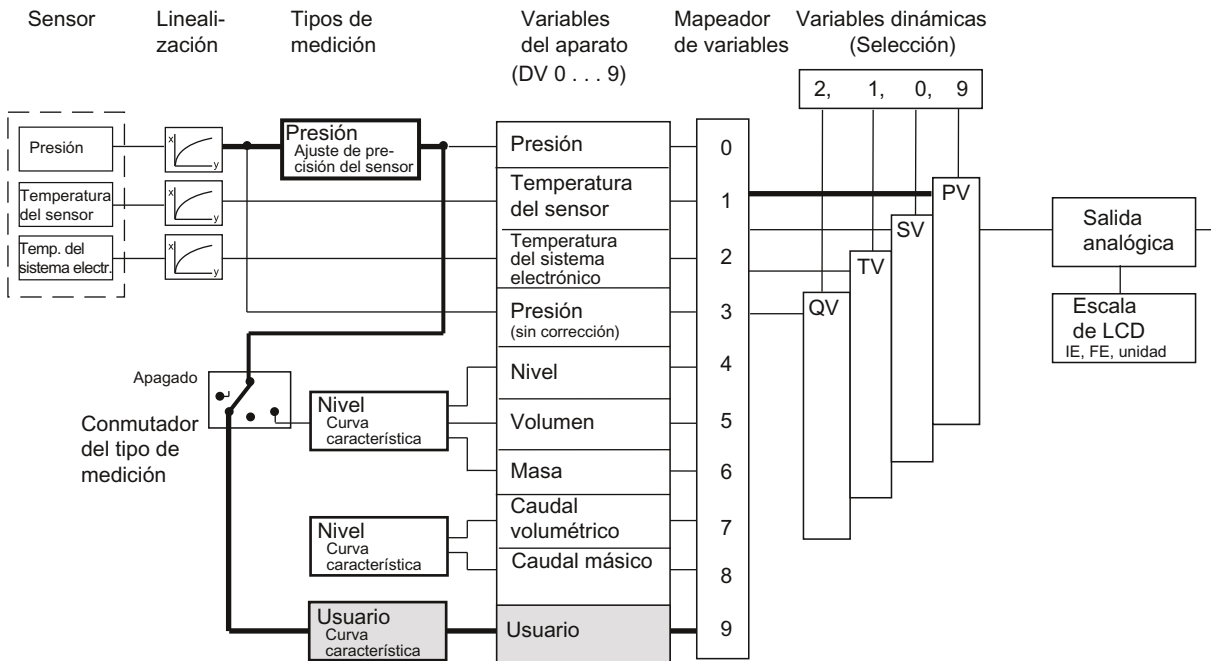 Sensor
Lineali-
zación
Tipos de
medición
Variables
del aparato
(DV 0 . . . 9)
Mapeador
de variables
Variables dinámicas
(Selección)
2, 1, 0, 9
Presión
Temperatura
del sensor
Temp. del
sistema electr.
x
y
x
y
x
y
Presión
Ajuste de pre-
cisión del sensor
Presión
Temperatura
del sensor
Temperatura
del sistema
electrónico
Presión
(sin corrección)
Nivel
Volumen
Masa
Caudal
volumétrico
Caudal másico
Usuario
0
1
2
3
4
5
6
7
8
9
PV
SV
TV
QV
Salida
analógica
Escala
de LCD
IE, FE, unidad
Apagado
Conmutador
del tipo de
medición
Nivel
Curva
característica
Nivel
Curva
característica
Usuario
Curva
característica